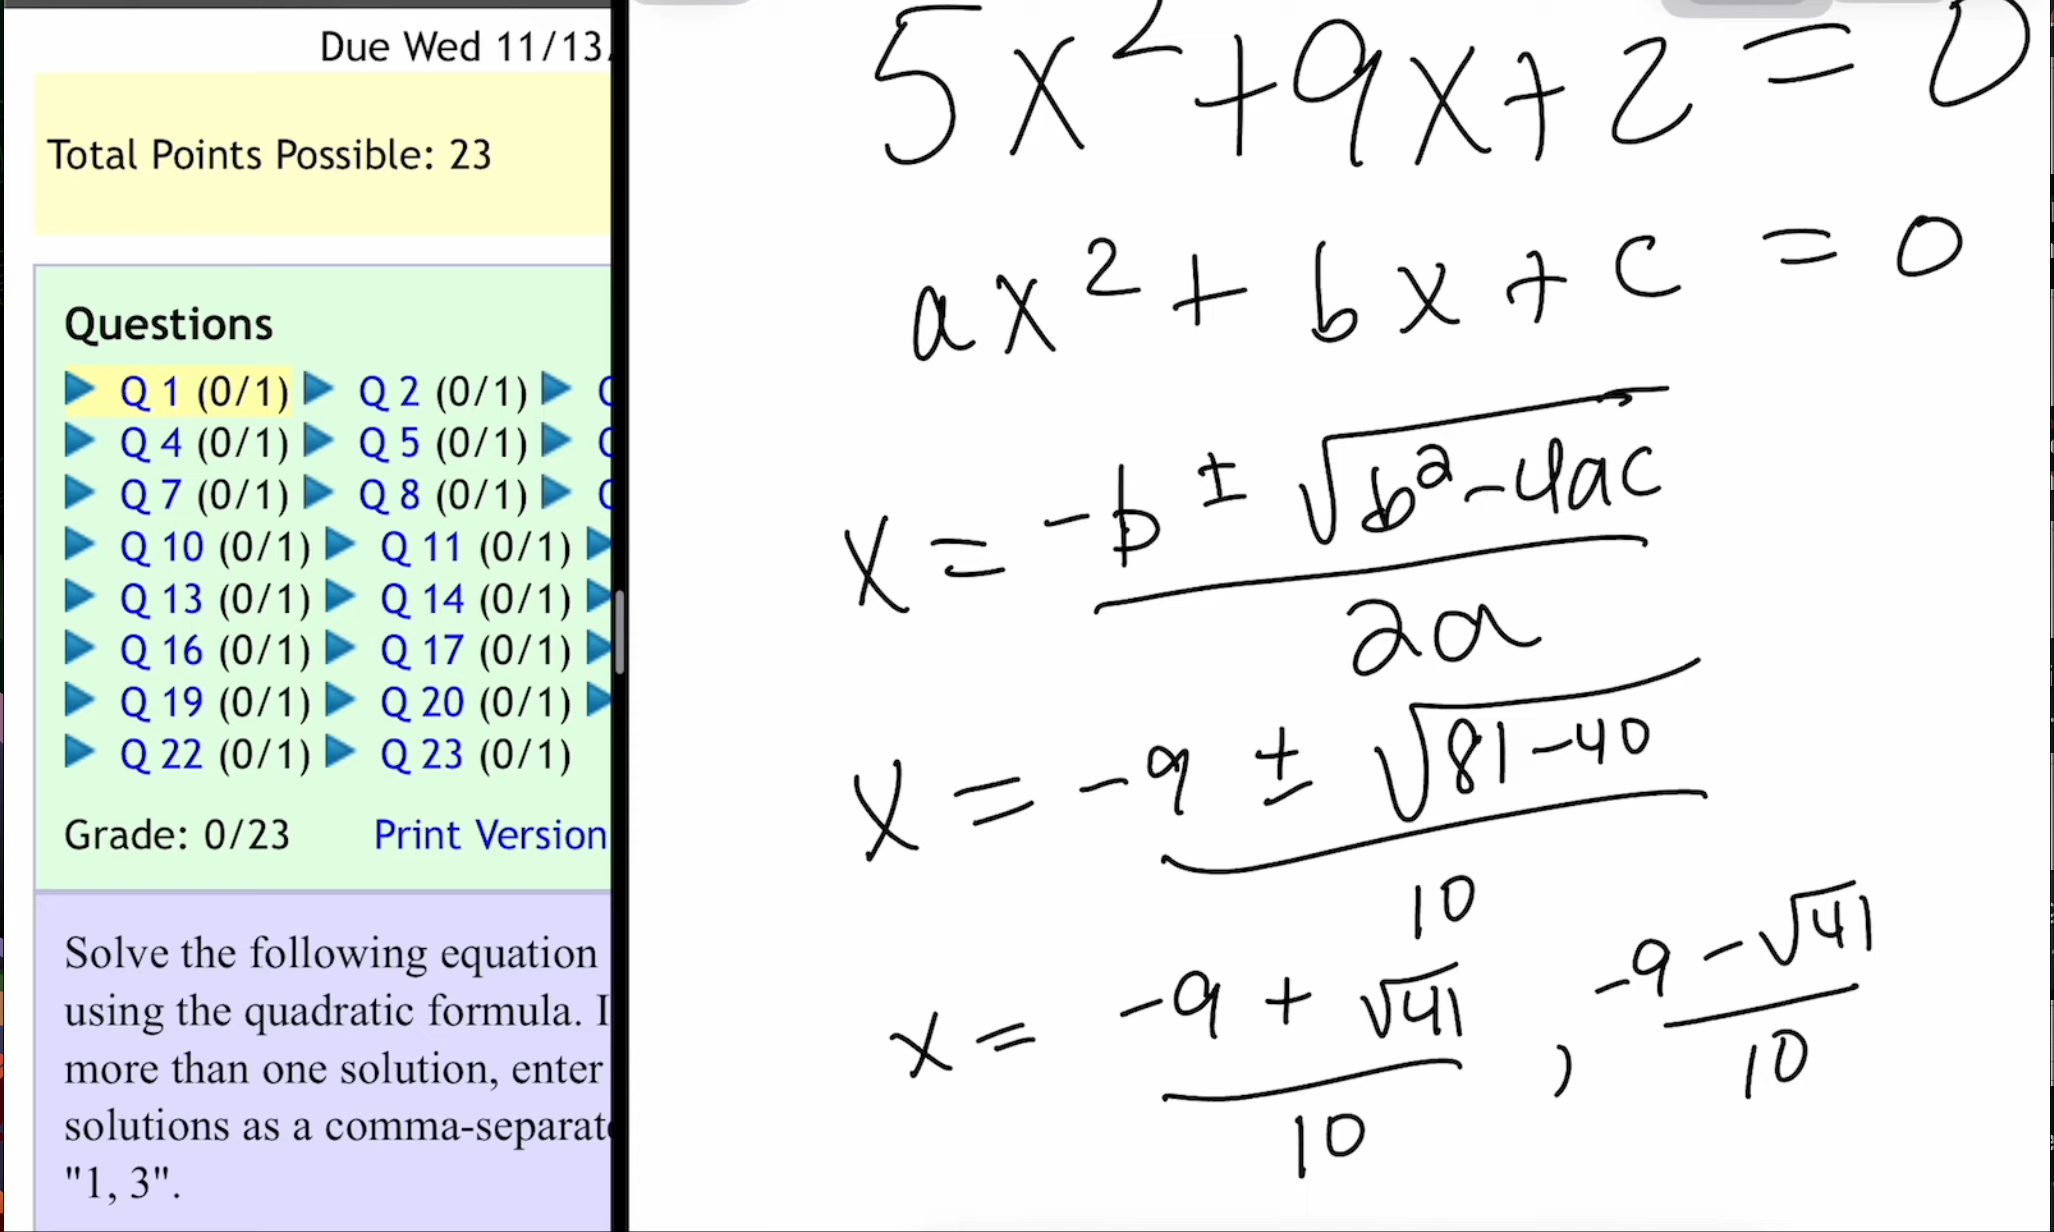 Due Wed 11/13
Total Points Possible: 23
Questions
Q 1 (0/1) Q 2 (0/1)
Q 4 (0/1) Q 5 (0/1)
Q 7 (0/1) Q 8 (0/1)
Q 10 (0/1) Q 11 (0/1)
Q 13 (0/1) Q 14 (0/1)
Q 16 (0/1) Q 17 (0/1)
Q 19 (0/1) Q 20 (0/1)
Q 22 (0/1) Q 23 (0/1)
Grade: 0/23 Print Version
Solve the following equation
using the quadratic formula. I
more than one solution, enter
solutions as a comma-separat
"1, 3".
5x² + 9x + 2 = 0
ax² + bx + c = 0
x = (-b ± √(b² - 4ac)) / 2a
x = (-9 ± √(81 - 40)) / 10
x = (-9 + √41) / 10 , (-9 - √41) / 10